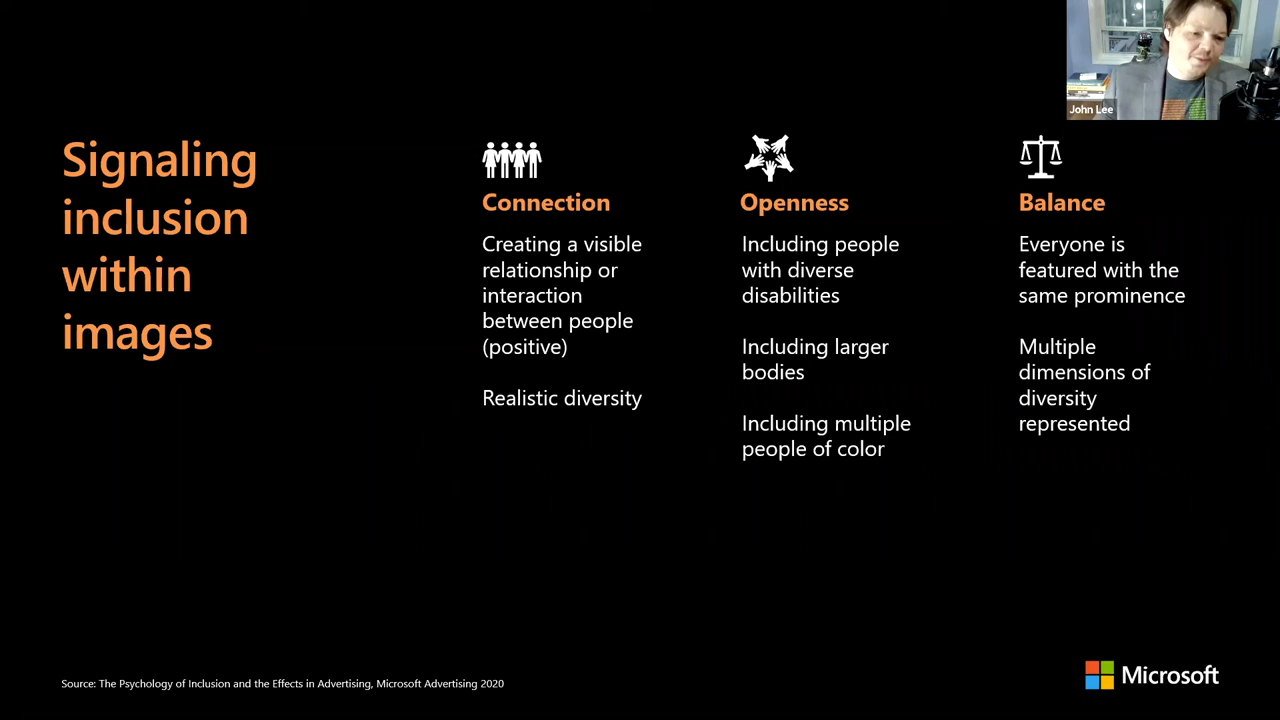 John Lee
Signaling
inclusion
within
images
Connection
Creating a visible
relationship or
interaction
between people
(positive)
Realistic diversity
Openness
Including people
with diverse
disabilities
Including larger
bodies
Including multiple
people of color
Balance
Everyone is
featured with the
same prominence
Multiple
dimensions of
diversity
represented
Source: The Psychology of Inclusion and the Effects in Advertising, Microsoft Advertising 2020
Microsoft